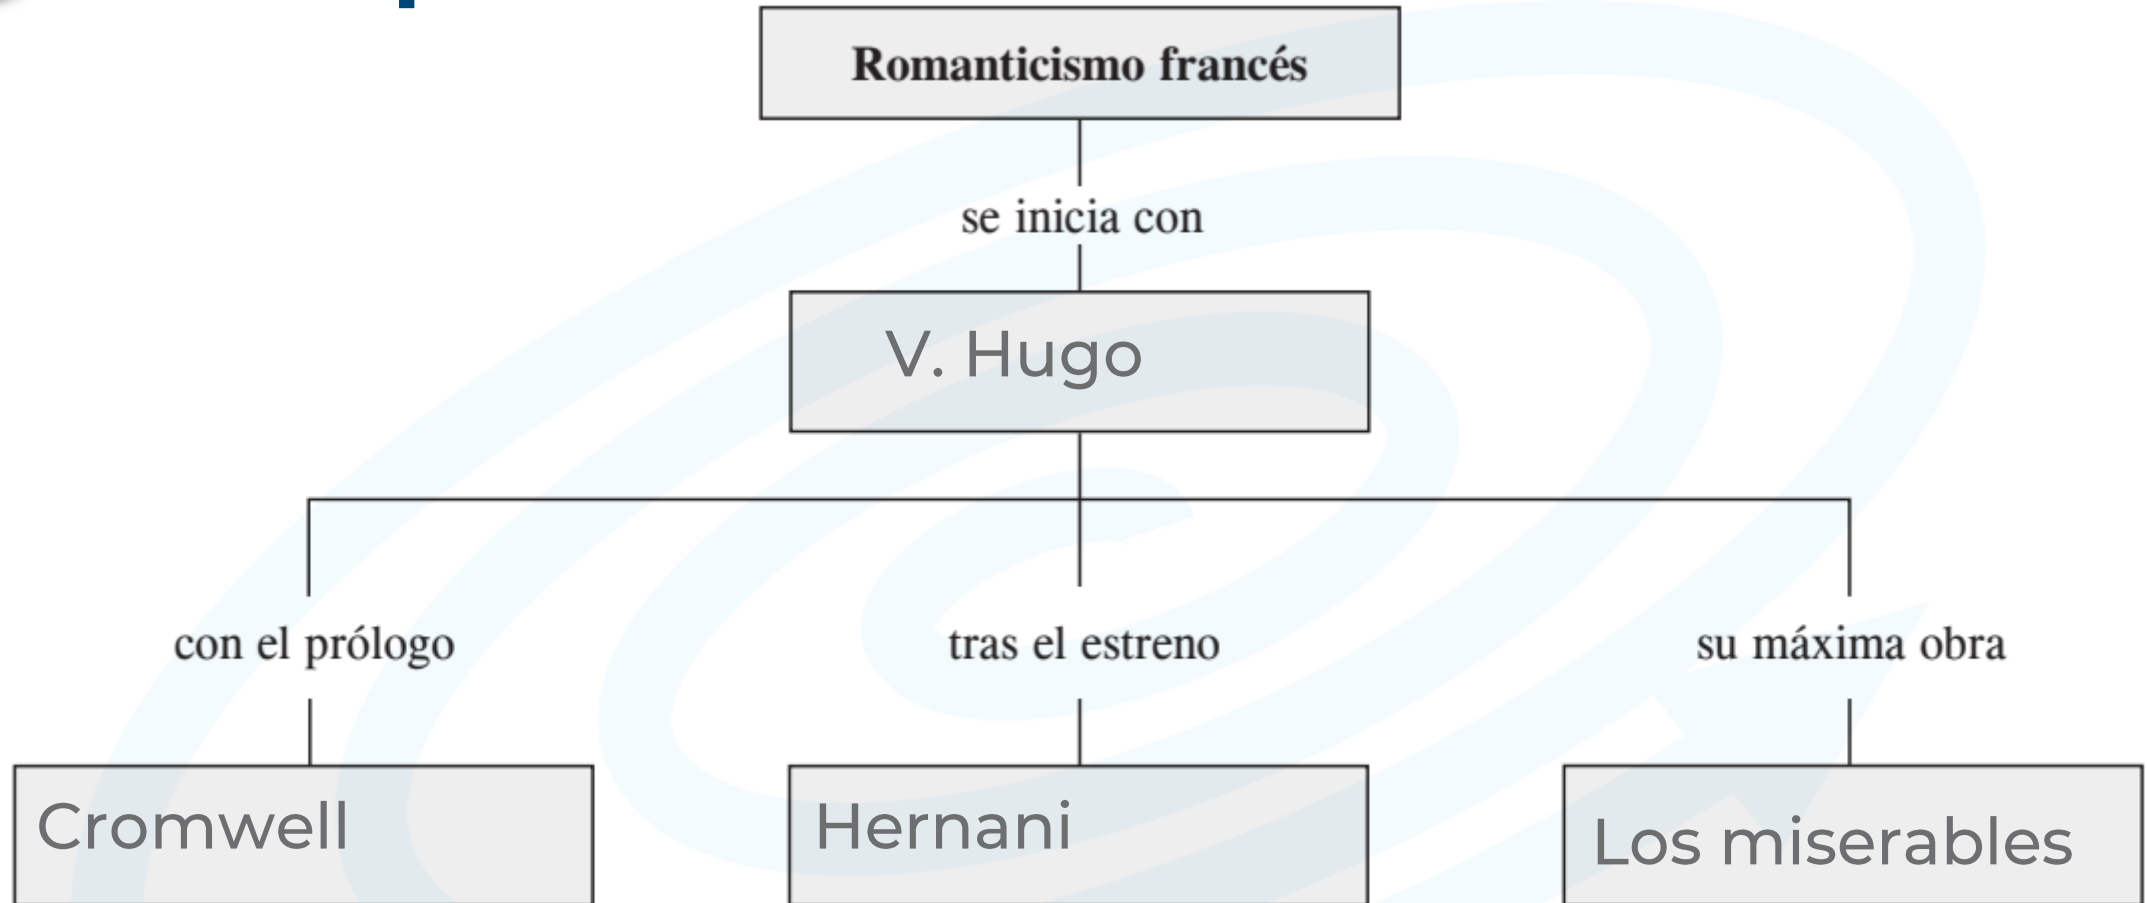 Romanticismo francés
se inicia con
V. Hugo
con el prólogo
tras el estreno
su máxima obra
Cromwell
Hernani
Los miserables